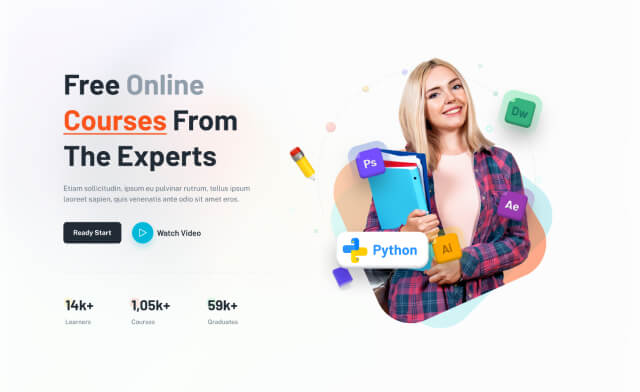 Free Online
Courses From
The Experts
Etiam sollicitudin, ipsum eu pulvinar rutrum, tellus ipsum
laoreet sapien, quis venenatis ante odio sit amet eros.
Ready Start
Watch Video
14k+
1,05k+
59k+
Learners
Courses
Graduates
Dw
Ps
Ae
Python
Ai